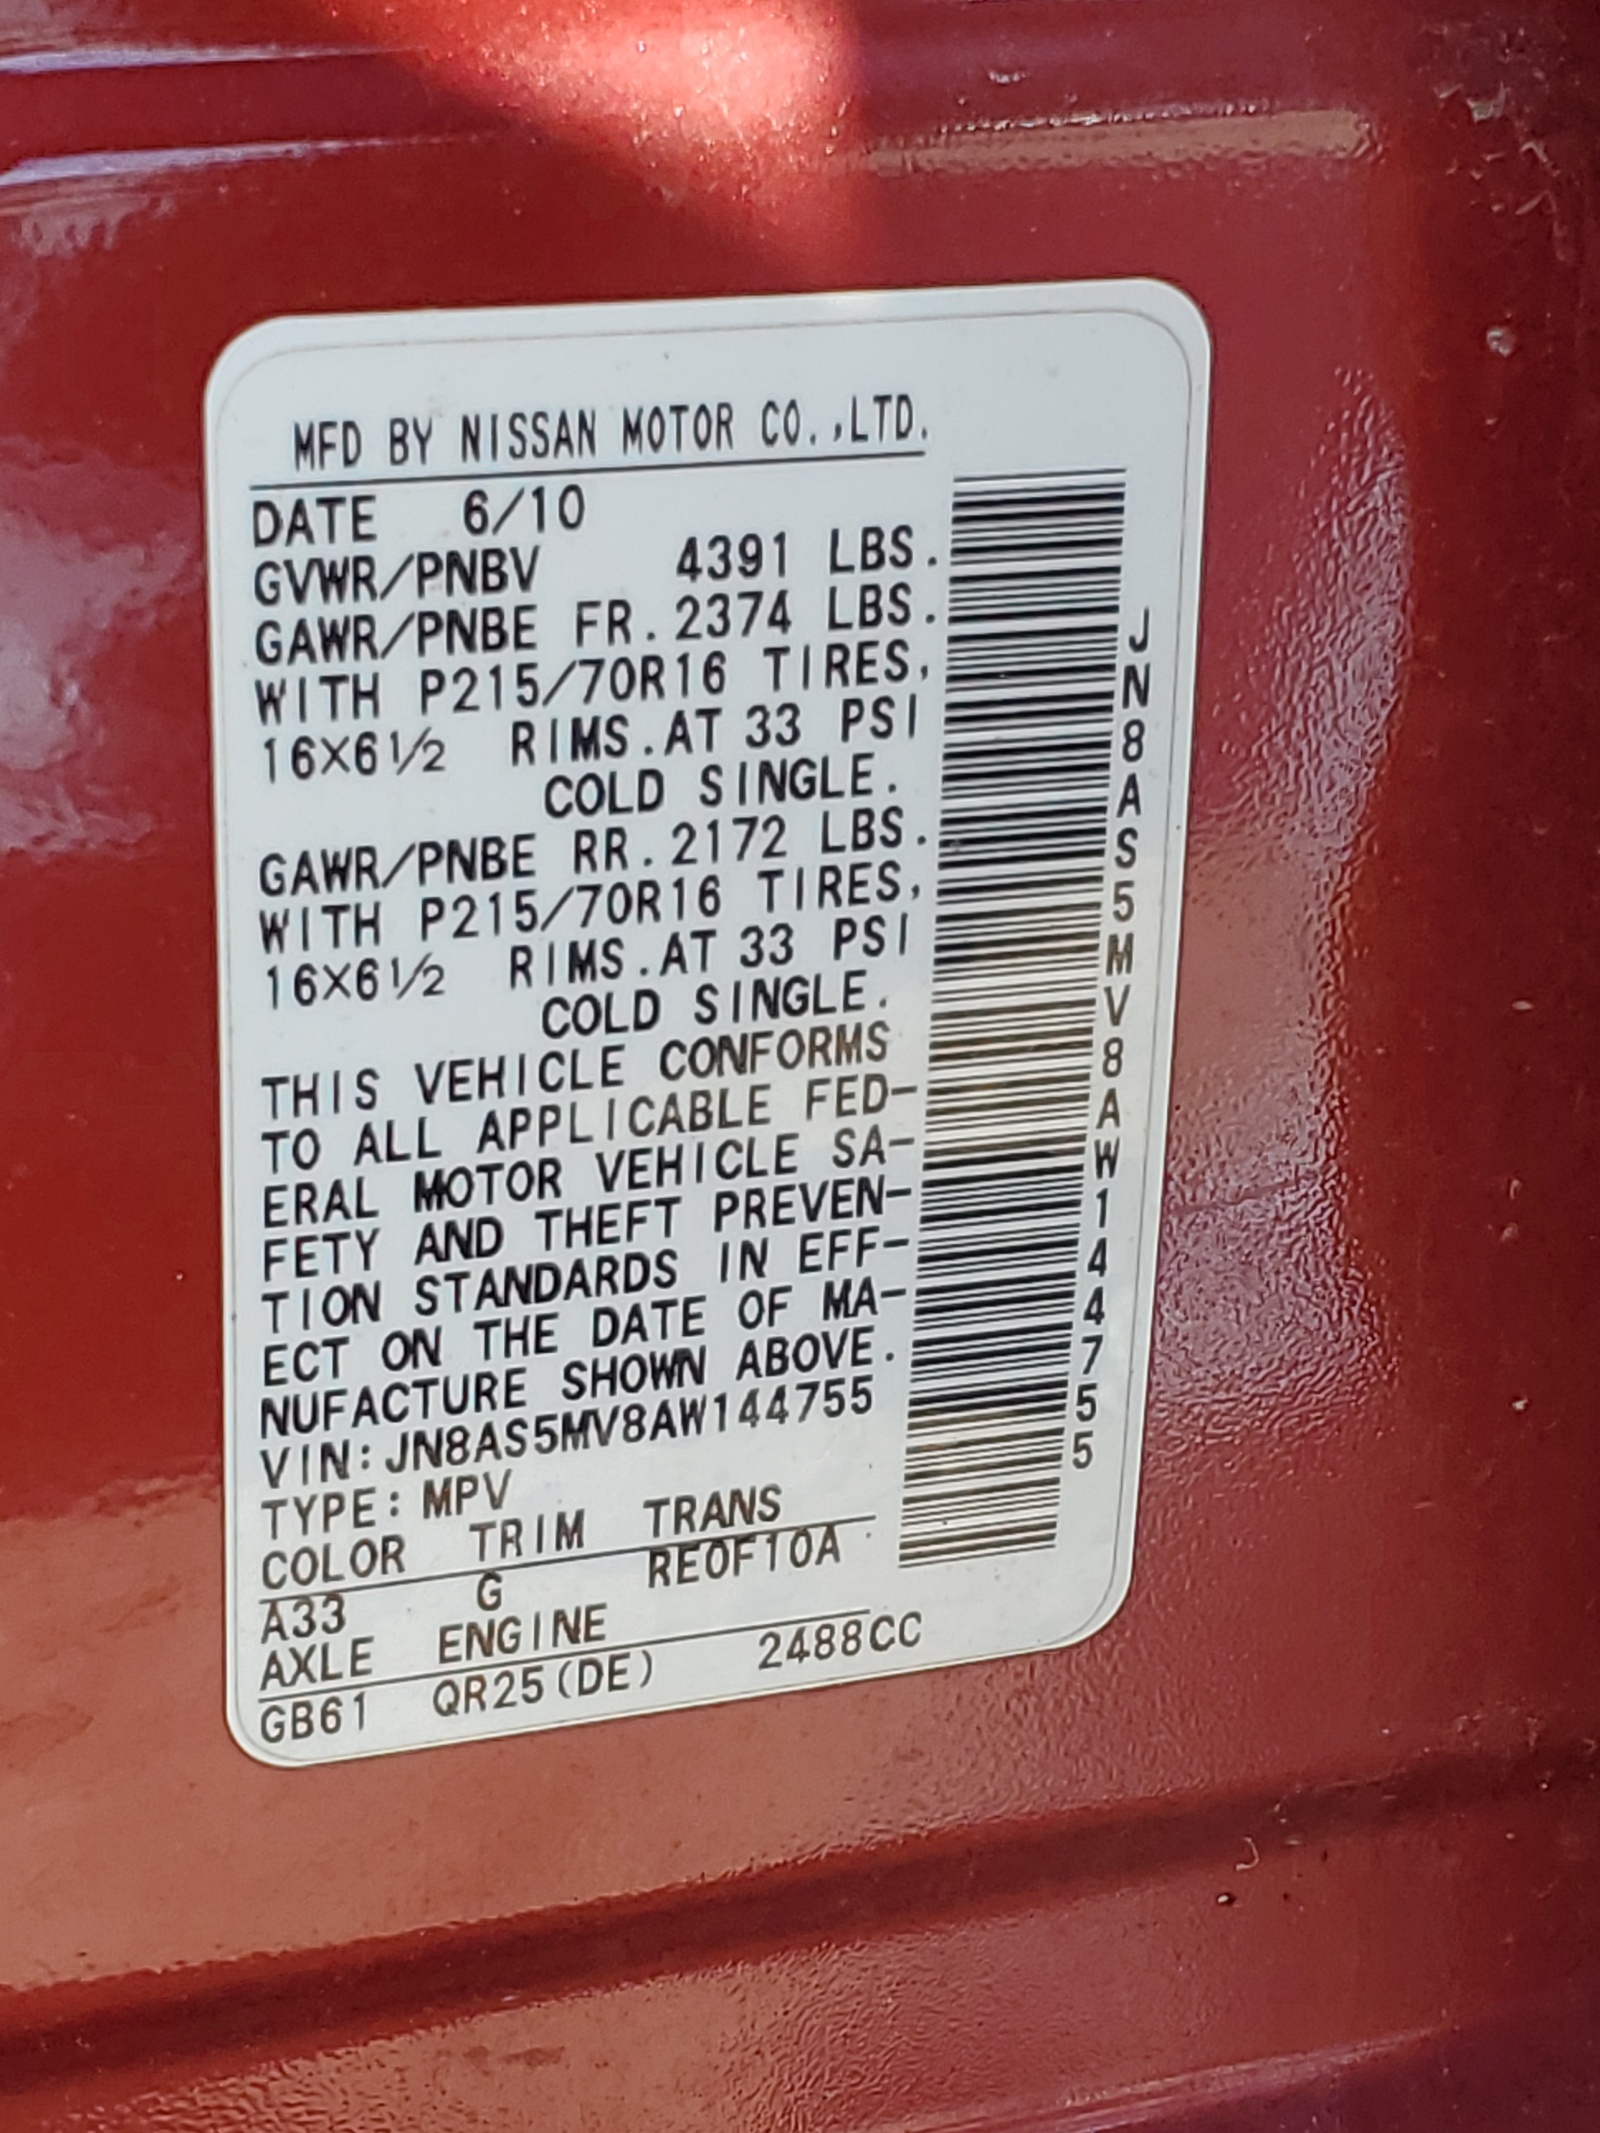 MFD BY NISSAN MOTOR CO.,LTD.
DATE 6/10
GVWR/PNBV 4391 LBS.
GAWR/PNBE FR. 2374 LBS.
WITH P215/70R16 TIRES,
16X6 1/2 RIMS. AT 33 PSI
COLD SINGLE.
GAWR/PNBE RR. 2172 LBS.
WITH P215/70R16 TIRES,
16X6 1/2 RIMS. AT 33 PSI
COLD SINGLE.
THIS VEHICLE CONFORMS
TO ALL APPLICABLE FED-
ERAL MOTOR VEHICLE SA-
FETY AND THEFT PREVEN-
TION STANDARDS IN EFF-
ECT ON THE DATE OF MA-
NUFACTURE SHOWN ABOVE.
VIN: JN8AS5MV8AW144755
TYPE: MPV
COLOR TRIM TRANS
A33 G RE0F10A
AXLE ENGINE
GB61 QR25(DE) 2488CC
JN8AS5MV8AW144755